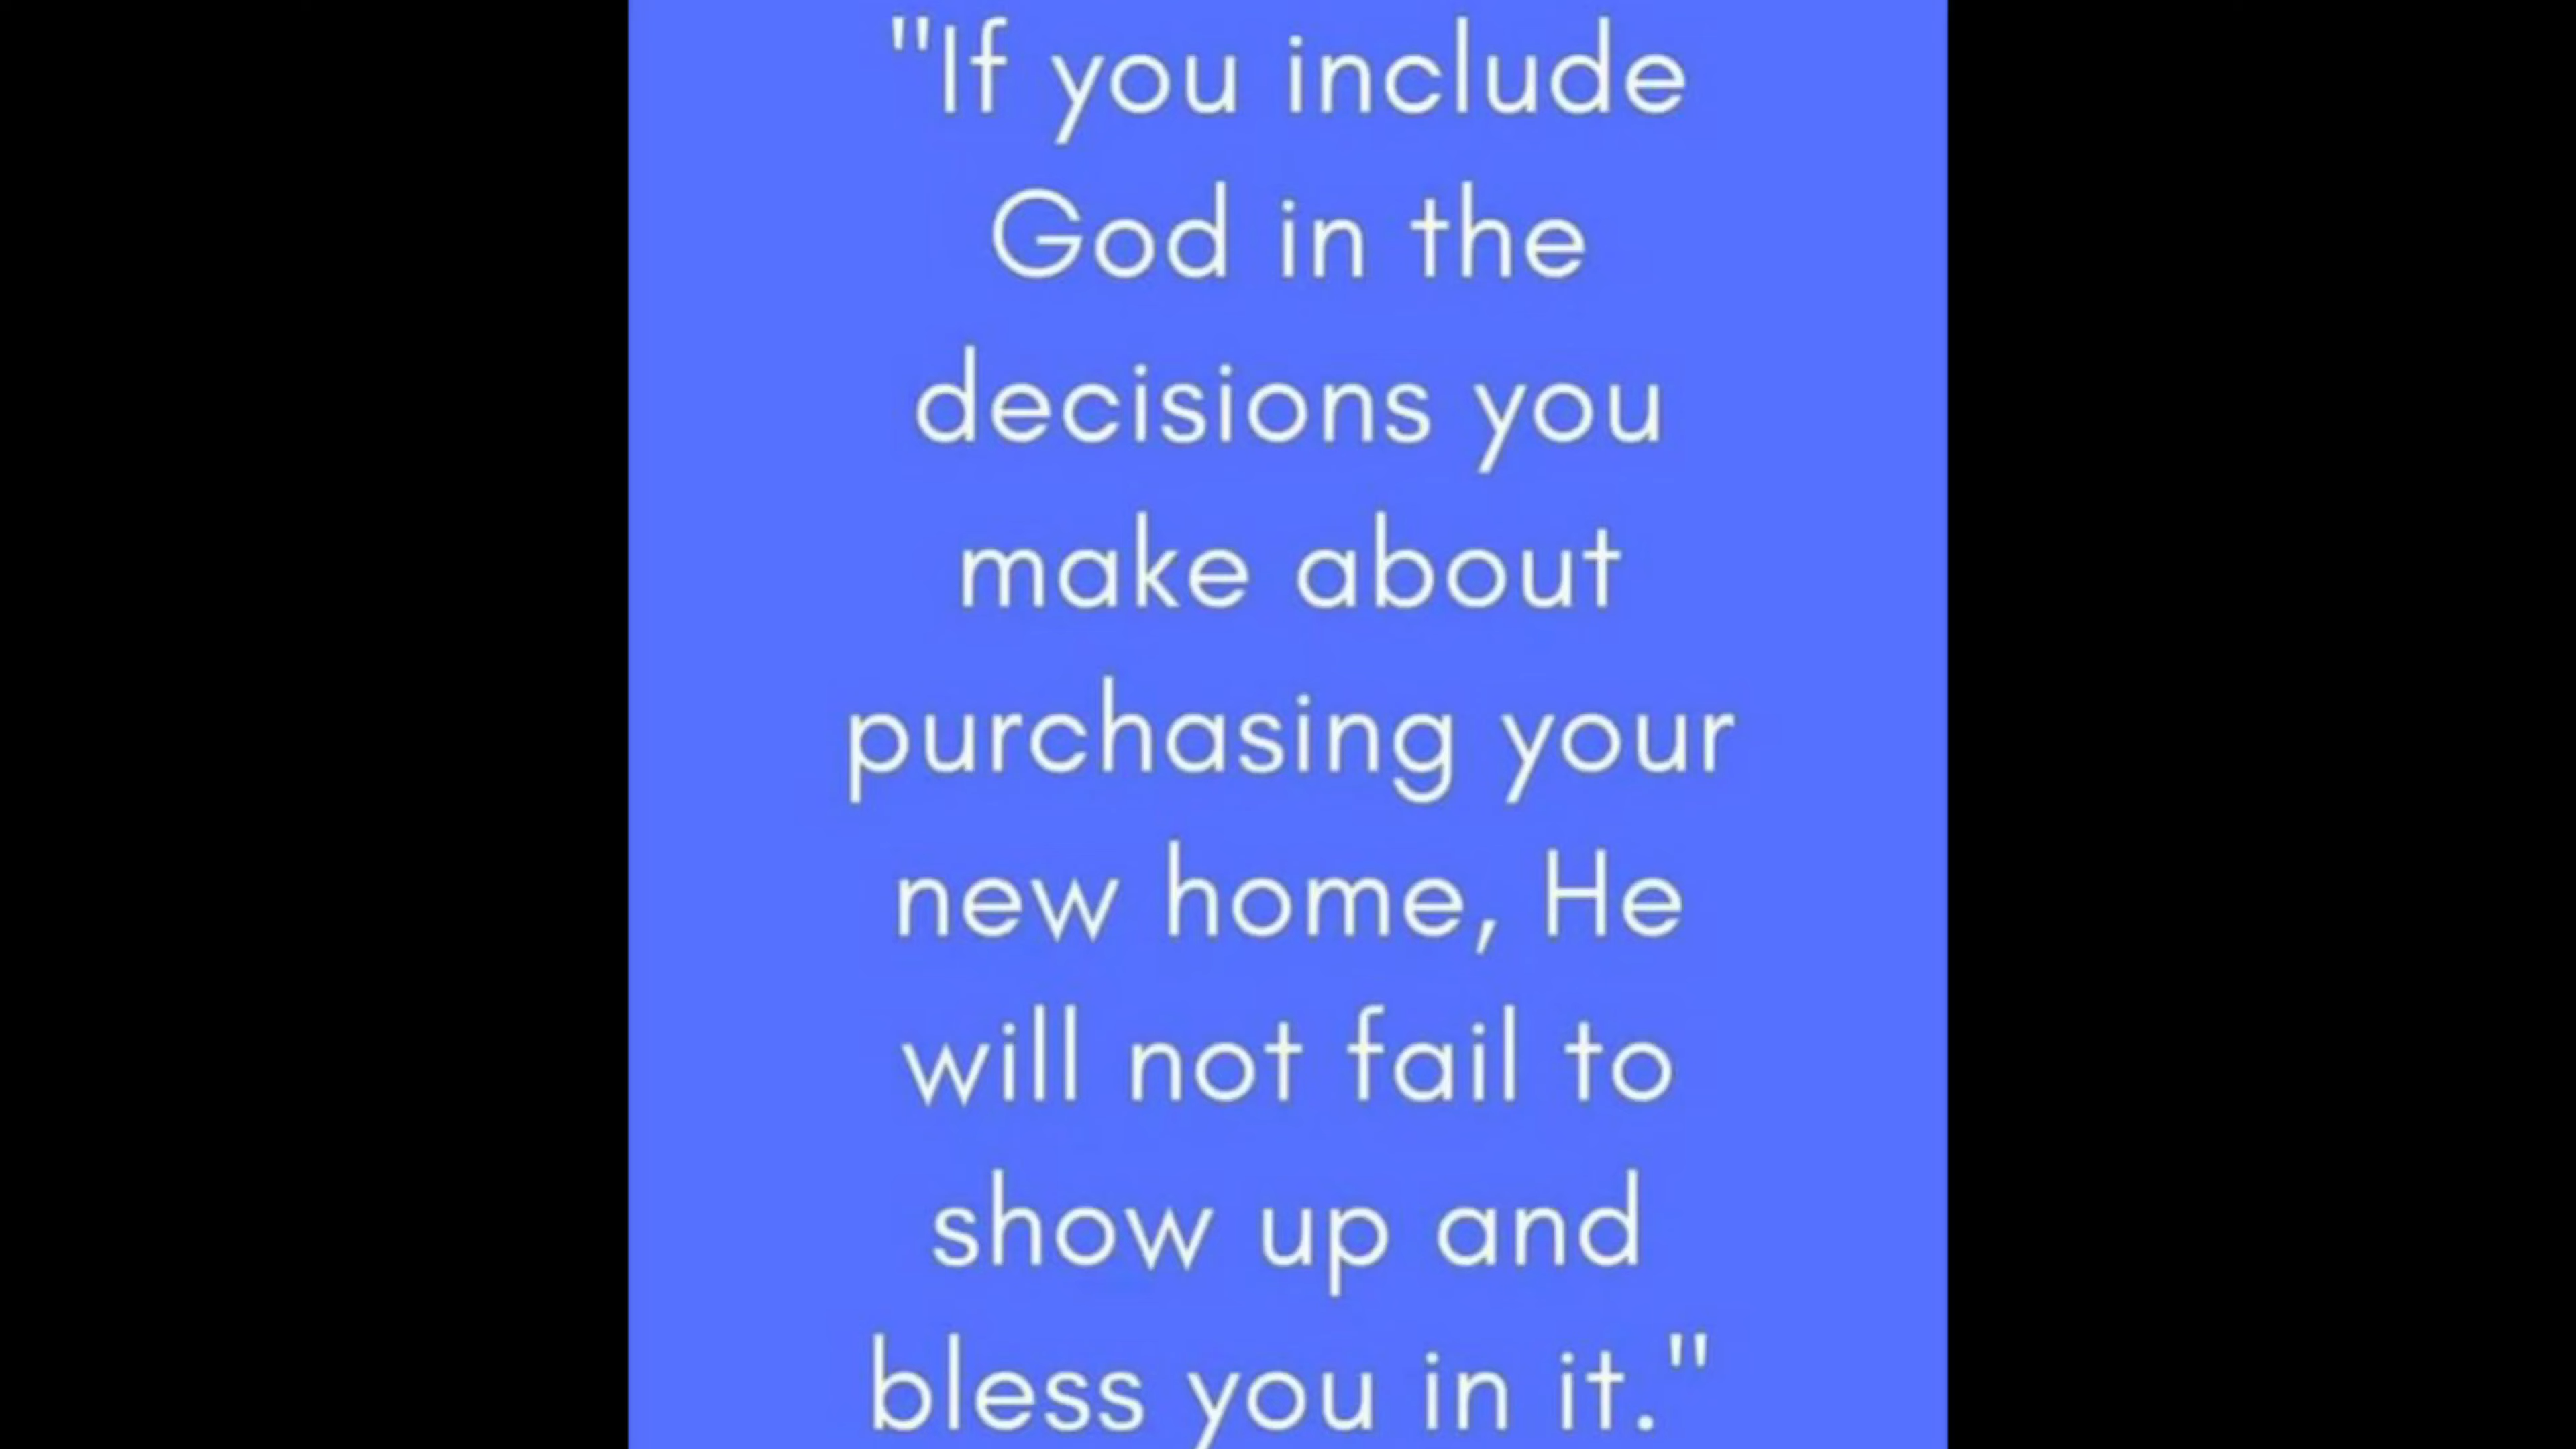 "If you include
God in the
decisions you
make about
purchasing your
new home, He
will not fail to
show up and
bless you in it."